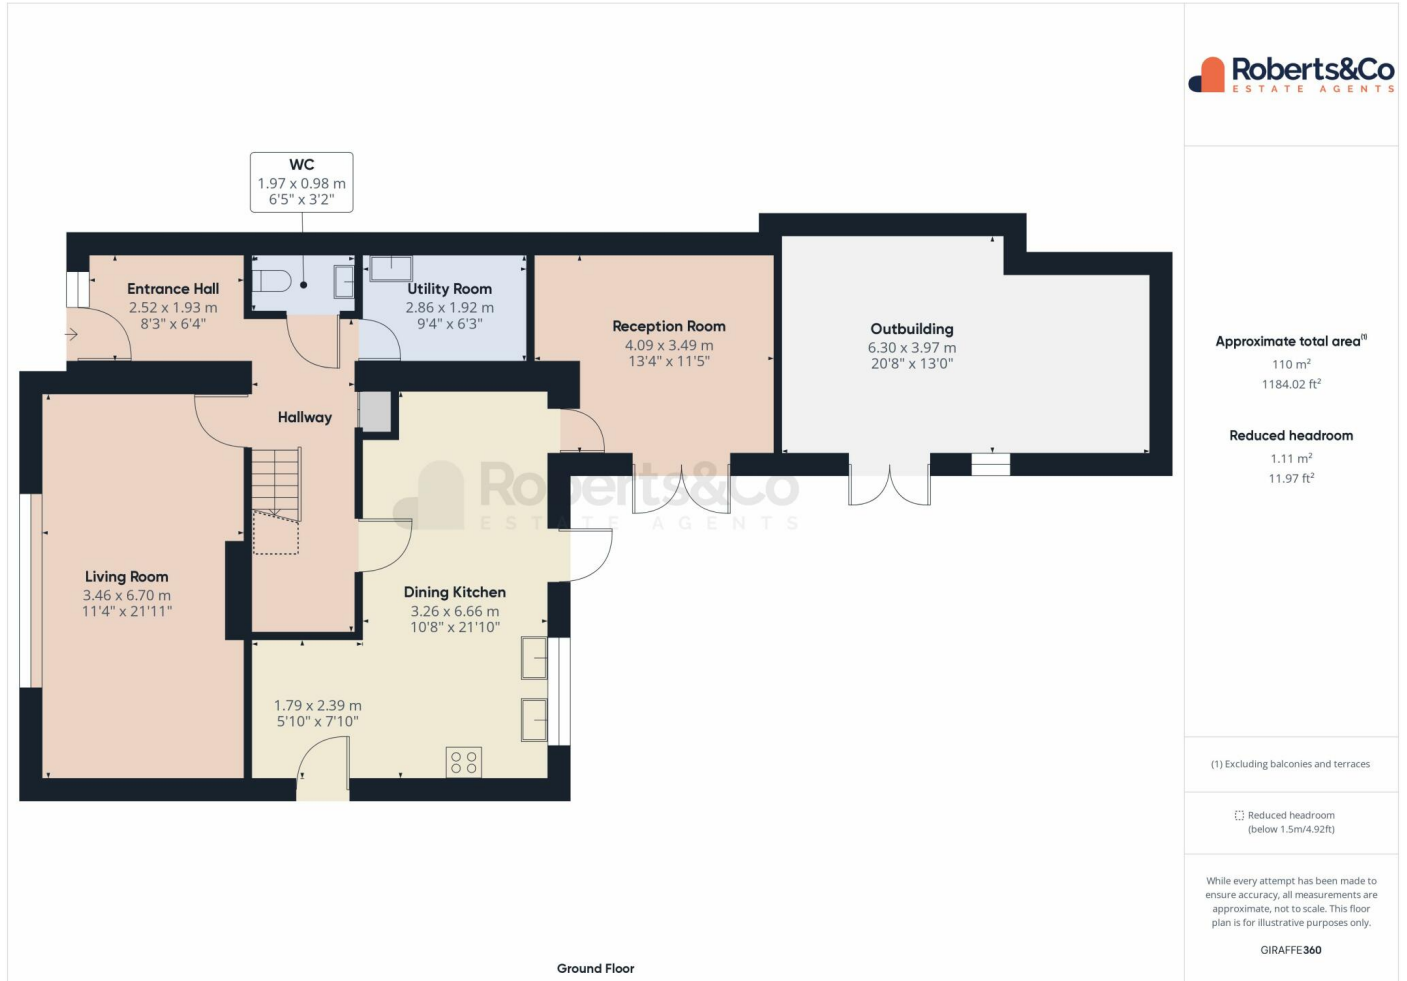 Roberts&Co
ESTATE AGENTS
WC
1.97 x 0.98 m
6'5" x 3'2"
Entrance Hall
2.52 x 1.93 m
8'3" x 6'4"
Utility Room
2.86 x 1.92 m
9'4" x 6'3"
Reception Room
4.09 x 3.49 m
13'4" x 11'5"
Outbuilding
6.30 x 3.97 m
20'8" x 13'0"
Hallway
Roberts&Co
ESTATE AGENTS
Living Room
3.46 x 6.70 m
11'4" x 21'11"
Dining Kitchen
3.26 x 6.66 m
10'8" x 21'10"
1.79 x 2.39 m
5'10" x 7'10"
Ground Floor
Approximate total area⁽¹⁾
110 m²
1184.02 ft²
Reduced headroom
1.11 m²
11.97 ft²
(1) Excluding balconies and terraces
Reduced headroom
(below 1.5m/4.92ft)
While every attempt has been made to
ensure accuracy, all measurements are
approximate, not to scale. This floor
plan is for illustrative purposes only.
GIRAFFE360